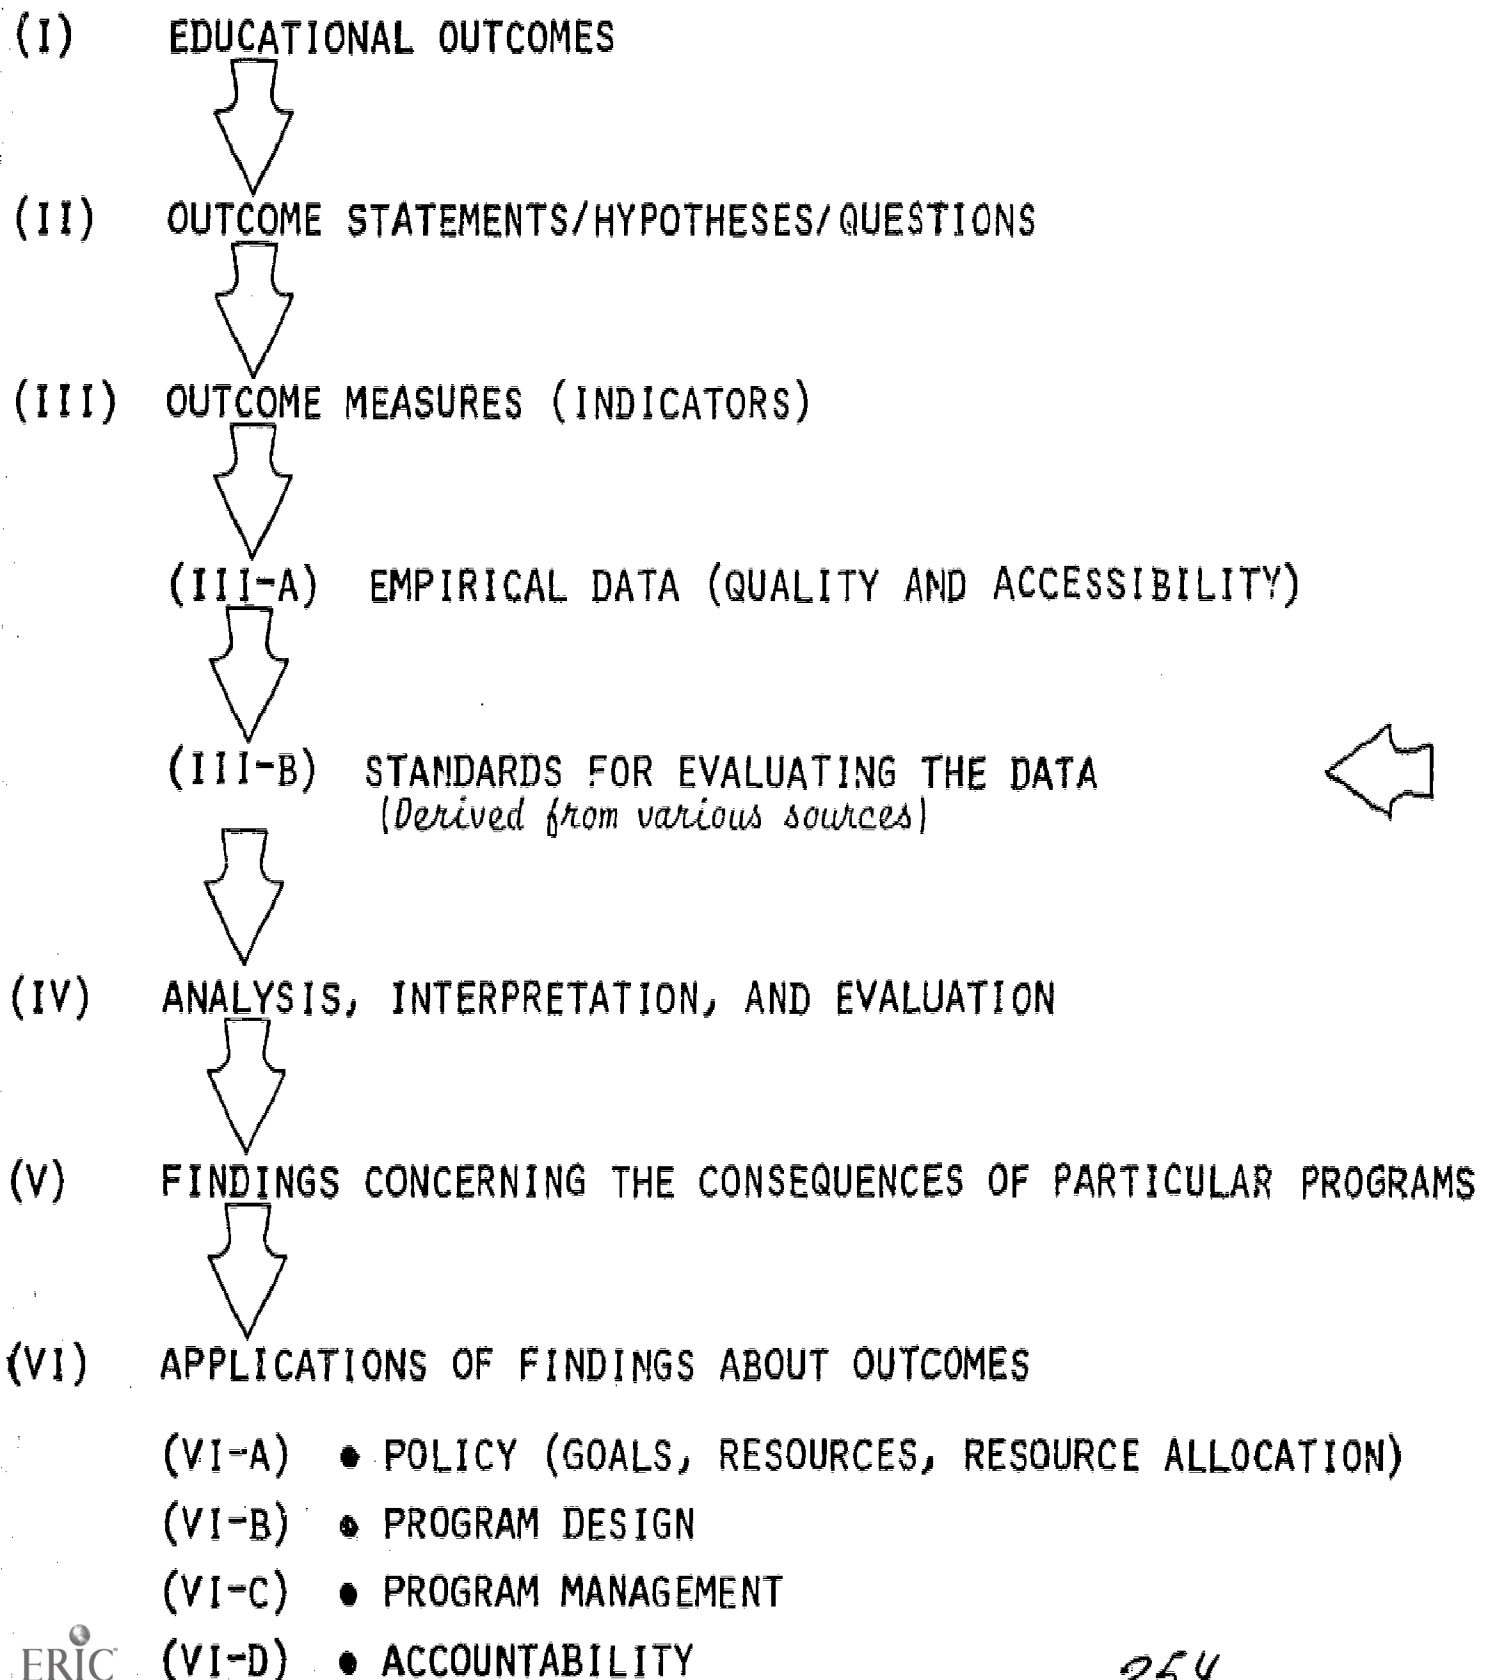 (I) EDUCATIONAL OUTCOMES
(II) OUTCOME STATEMENTS/HYPOTHESES/QUESTIONS
(III) OUTCOME MEASURES (INDICATORS)
(III-A) EMPIRICAL DATA (QUALITY AND ACCESSIBILITY)
(III-B) STANDARDS FOR EVALUATING THE DATA
(Derived from various sources)
(IV) ANALYSIS, INTERPRETATION, AND EVALUATION
(V) FINDINGS CONCERNING THE CONSEQUENCES OF PARTICULAR PROGRAMS
(VI) APPLICATIONS OF FINDINGS ABOUT OUTCOMES
(VI-A) • POLICY (GOALS, RESOURCES, RESOURCE ALLOCATION)
(VI-B) • PROGRAM DESIGN
(VI-C) • PROGRAM MANAGEMENT
(VI-D) • ACCOUNTABILITY
ERIC
254